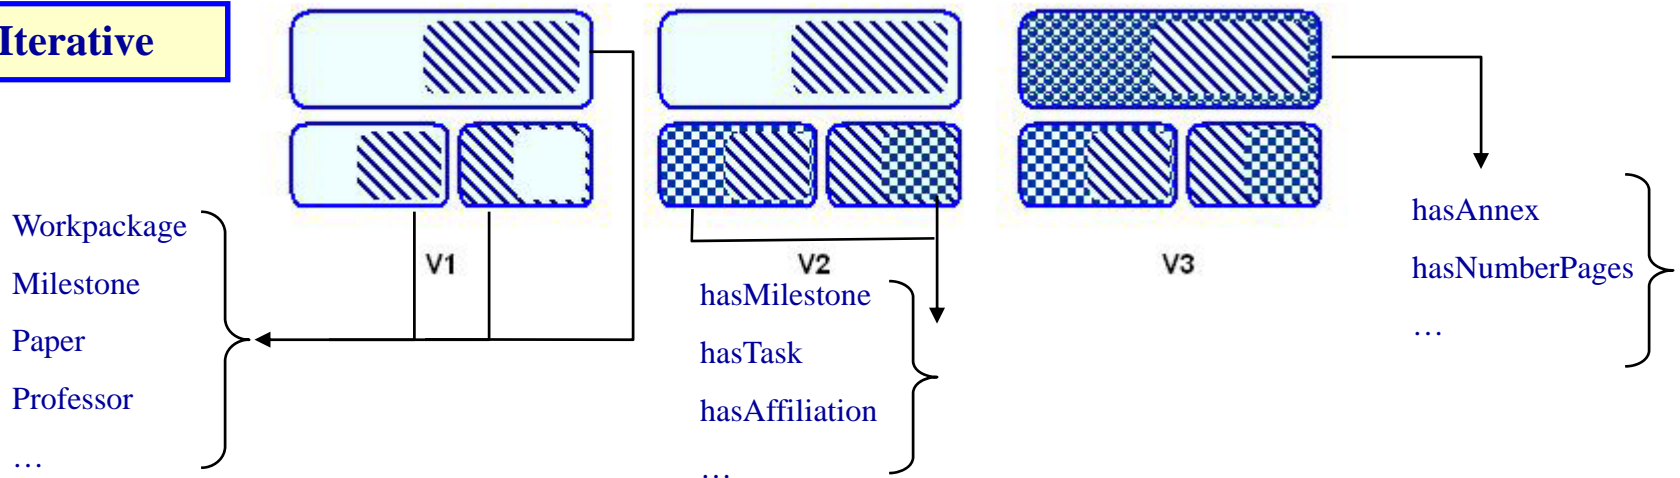 Iterative
V1
V2
V3
Workpackage
Milestone
Paper
Professor
…
hasMilestone
hasTask
hasAffiliation
…
hasAnnex
hasNumberPages
…